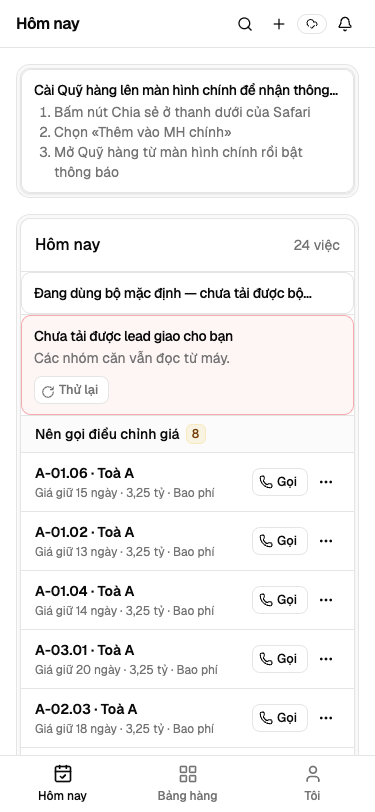 Hôm nay
Cài Quỹ hàng lên màn hình chính để nhận thông...
1. Bấm nút Chia sẻ ở thanh dưới của Safari
2. Chọn «Thêm vào MH chính»
3. Mở Quỹ hàng từ màn hình chính rồi bật
thông báo
Hôm nay
24 việc
Đang dùng bộ mặc định — chưa tải được bộ...
Chưa tải được lead giao cho bạn
Các nhóm căn vẫn đọc từ máy.
Thử lại
Nên gọi điều chỉnh giá 8
A-01.06 · Toà A
Giá giữ 15 ngày · 3,25 tỷ · Bao phí
Gọi
A-01.02 · Toà A
Giá giữ 13 ngày · 3,25 tỷ · Bao phí
Gọi
A-01.04 · Toà A
Giá giữ 14 ngày · 3,25 tỷ · Bao phí
Gọi
A-03.01 · Toà A
Giá giữ 20 ngày · 3,25 tỷ · Bao phí
Gọi
A-02.03 · Toà A
Giá giữ 18 ngày · 3,25 tỷ · Bao phí
Gọi
Hôm nay
Bảng hàng
Tôi